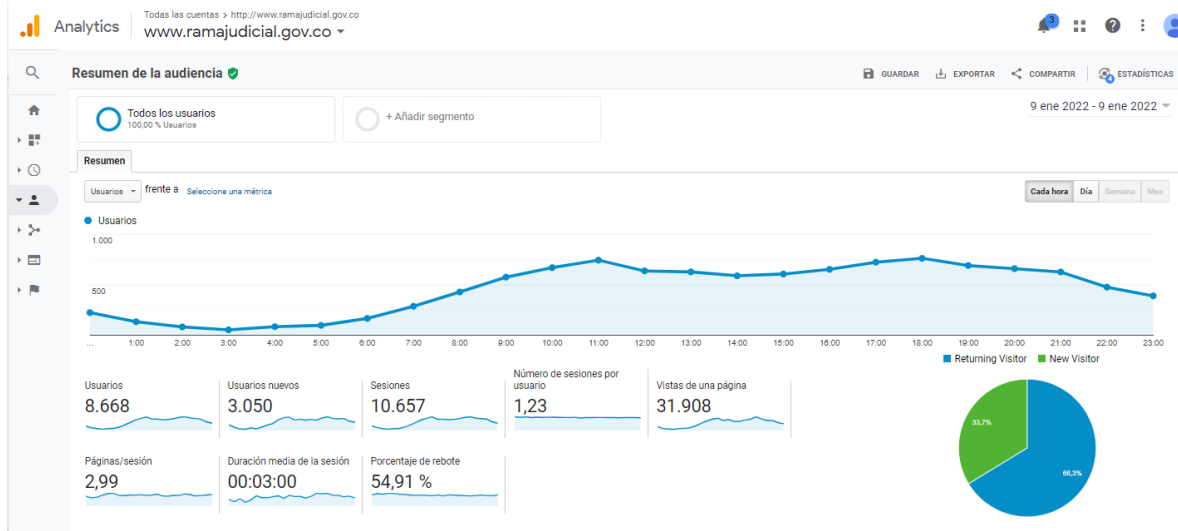 Analytics
Todas las cuentas > http://www.ramajudicial.gov.co
www.ramajudicial.gov.co
3
Resumen de la audiencia
GUARDAR
EXPORTAR
COMPARTIR
4
ESTADÍSTICAS
Todos los usuarios
100,00 % Usuarios
+ Añadir segmento
9 ene 2022 - 9 ene 2022
Resumen
Usuarios
frente a
Seleccione una métrica
Cada hora
Día
Semana
Mes
Usuarios
1.000
500
... 1:00 2:00 3:00 4:00 5:00 6:00 7:00 8:00 9:00 10:00 11:00 12:00 13:00 14:00 15:00 16:00 17:00 18:00 19:00 20:00 21:00 22:00 23:00
Returning Visitor
New Visitor
Usuarios
8.668
Usuarios nuevos
3.050
Sesiones
10.657
Número de sesiones por
usuario
1,23
Vistas de una página
31.908
33,7%
66,3%
Páginas/sesión
2,99
Duración media de la sesión
00:03:00
Porcentaje de rebote
54,91 %